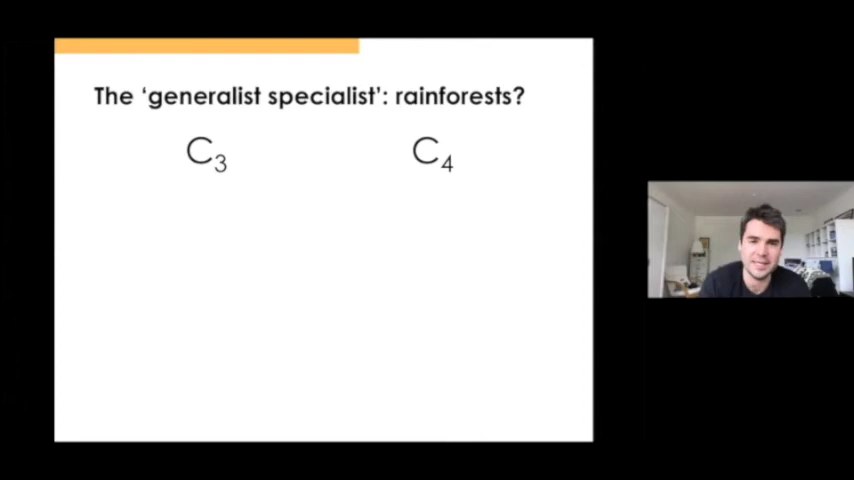 The ‘generalist specialist’: rainforests?
C₃ C₄